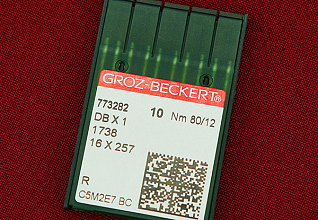 GROZ-BECKERT®
773282 10 Nm 80/12
DB X 1
1738
16 X 257
R
C5M2E7 BC